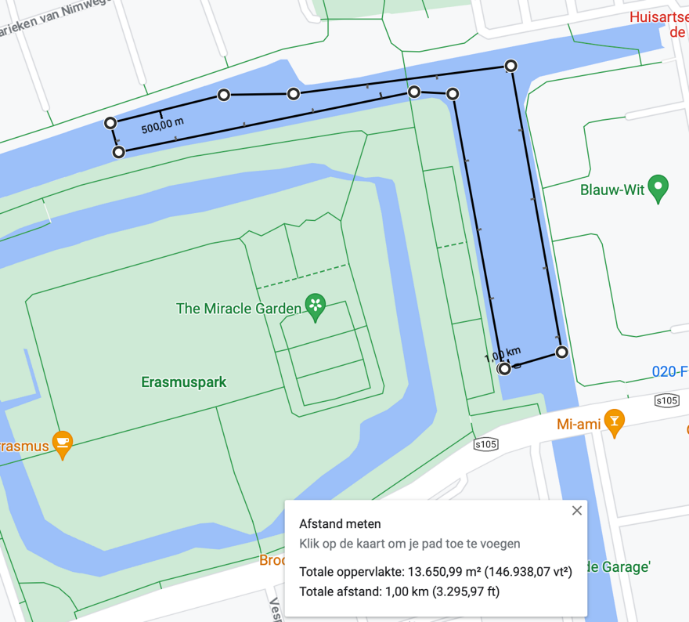 arieken van Nimweg
Huisartse
de
500,00 m
Blauw-Wit
The Miracle Garden
Erasmuspark
1,00 km
020-F
s105
Mi-ami
rasmus
s105
Afstand meten
Klik op de kaart om je pad toe te voegen
Totale oppervlakte: 13.650,99 m² (146.938,07 vt²)
Totale afstand: 1,00 km (3.295,97 ft)
Broo
de Garage'
Vesp